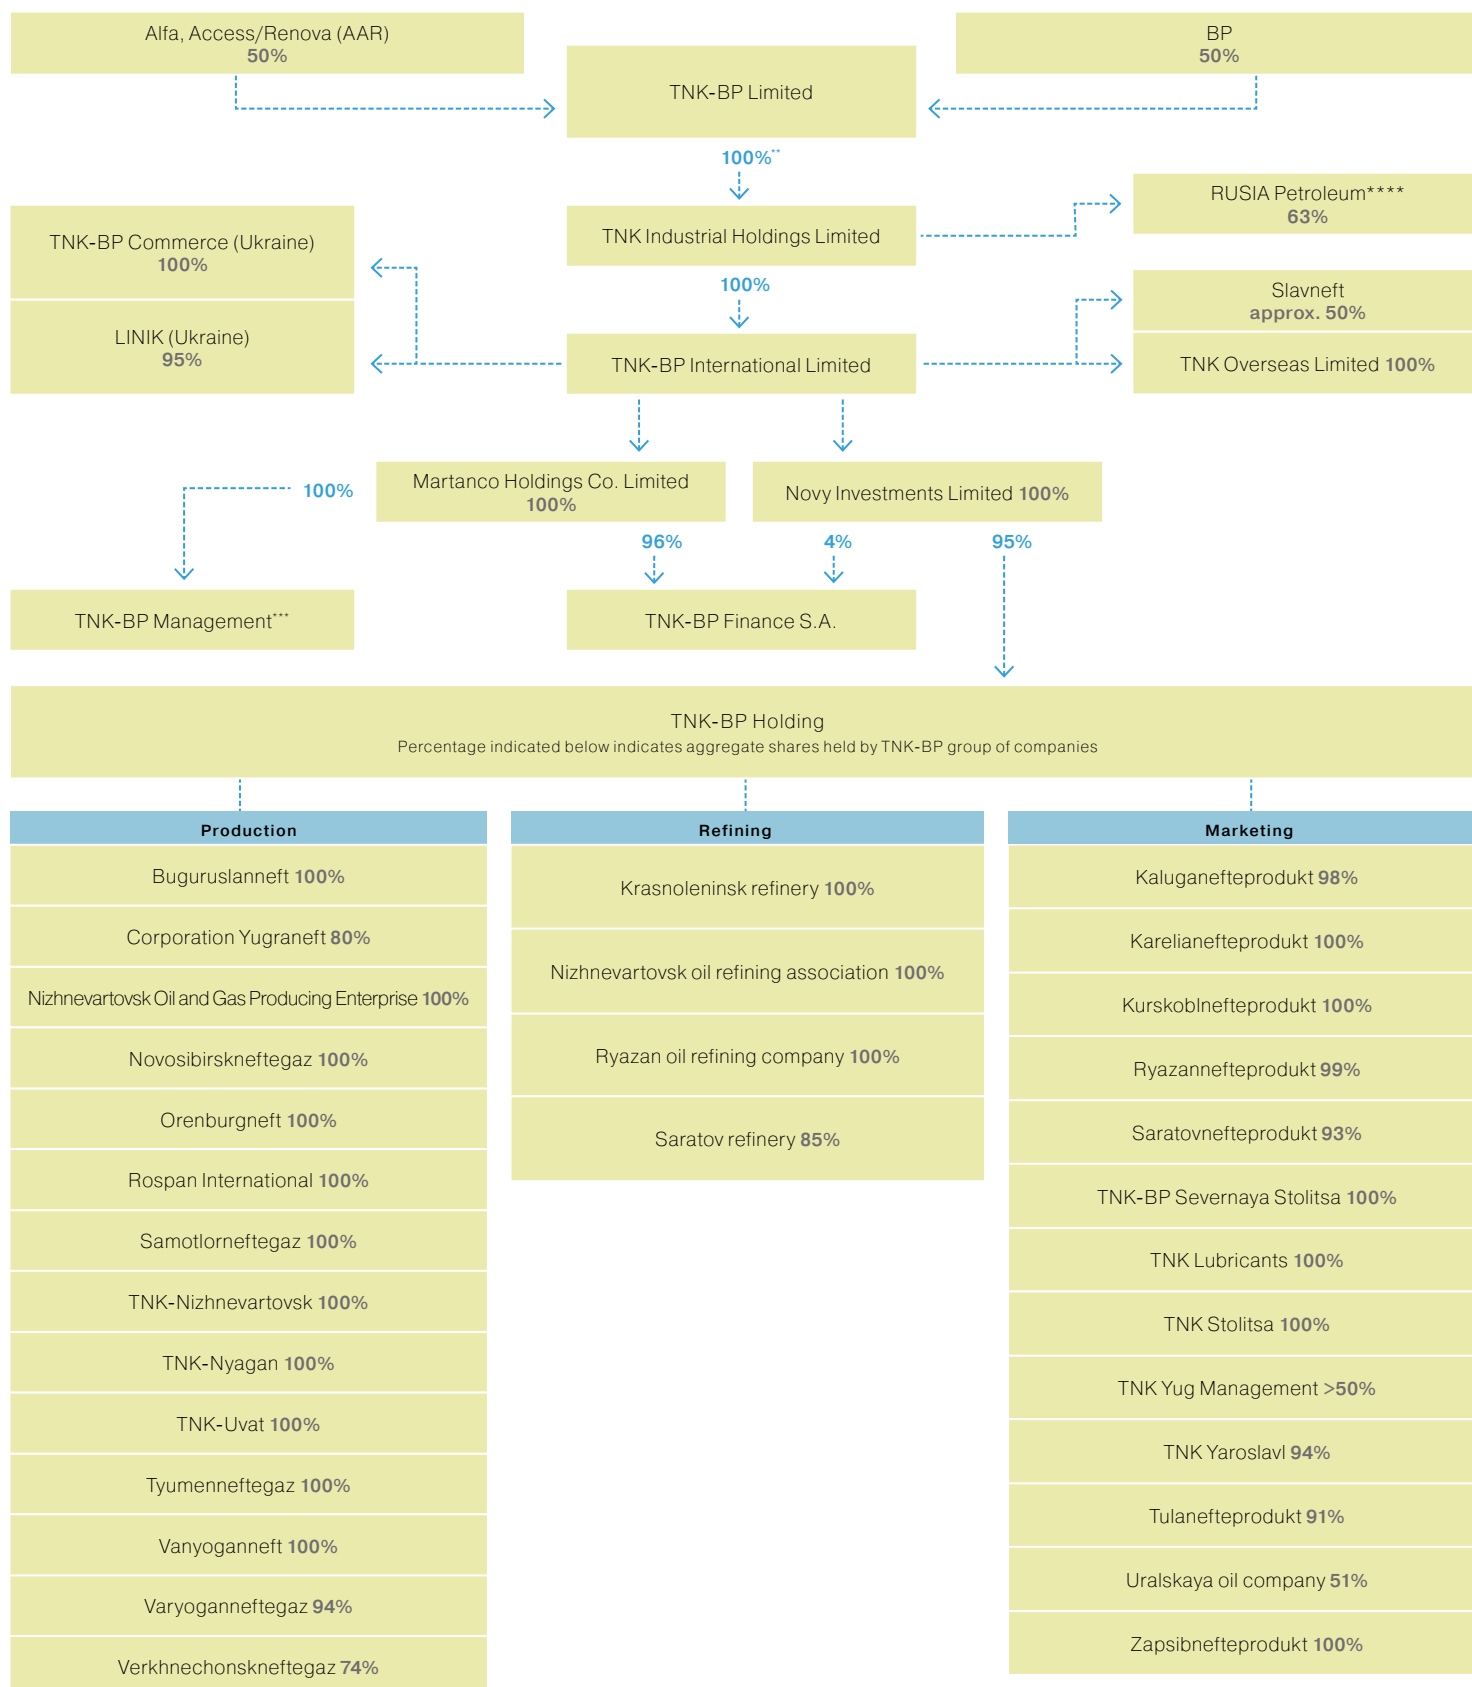 Alfa, Access/Renova (AAR)
50%
BP
50%
TNK-BP Limited
100%**
RUSIA Petroleum****
63%
TNK Industrial Holdings Limited
TNK-BP Commerce (Ukraine)
100%
100%
Slavneft
approx. 50%
LINIK (Ukraine)
95%
TNK-BP International Limited
TNK Overseas Limited 100%
100%
Martanco Holdings Co. Limited
100%
Novy Investments Limited 100%
96%
4%
95%
TNK-BP Management***
TNK-BP Finance S.A.
TNK-BP Holding
Percentage indicated below indicates aggregate shares held by TNK-BP group of companies
Production
Buguruslanneft 100%
Corporation Yugraneft 80%
Nizhnevartovsk Oil and Gas Producing Enterprise 100%
Novosibirskneftegaz 100%
Orenburgneft 100%
Rospan International 100%
Samotlorneftegaz 100%
TNK-Nizhnevartovsk 100%
TNK-Nyagan 100%
TNK-Uvat 100%
Tyumenneftegaz 100%
Vanyoganneft 100%
Varyoganneftegaz 94%
Verkhnechonskneftegaz 74%
Refining
Krasnoleninsk refinery 100%
Nizhnevartovsk oil refining association 100%
Ryazan oil refining company 100%
Saratov refinery 85%
Marketing
Kaluganefteprodukt 98%
Karelianefteprodukt 100%
Kurskoblnefteprodukt 100%
Ryazannefteprodukt 99%
Saratovnefteprodukt 93%
TNK-BP Severnaya Stolitsa 100%
TNK Lubricants 100%
TNK Stolitsa 100%
TNK Yug Management >50%
TNK Yaroslavl 94%
Tulanefteprodukt 91%
Uralskaya oil company 51%
Zapsibnefteprodukt 100%